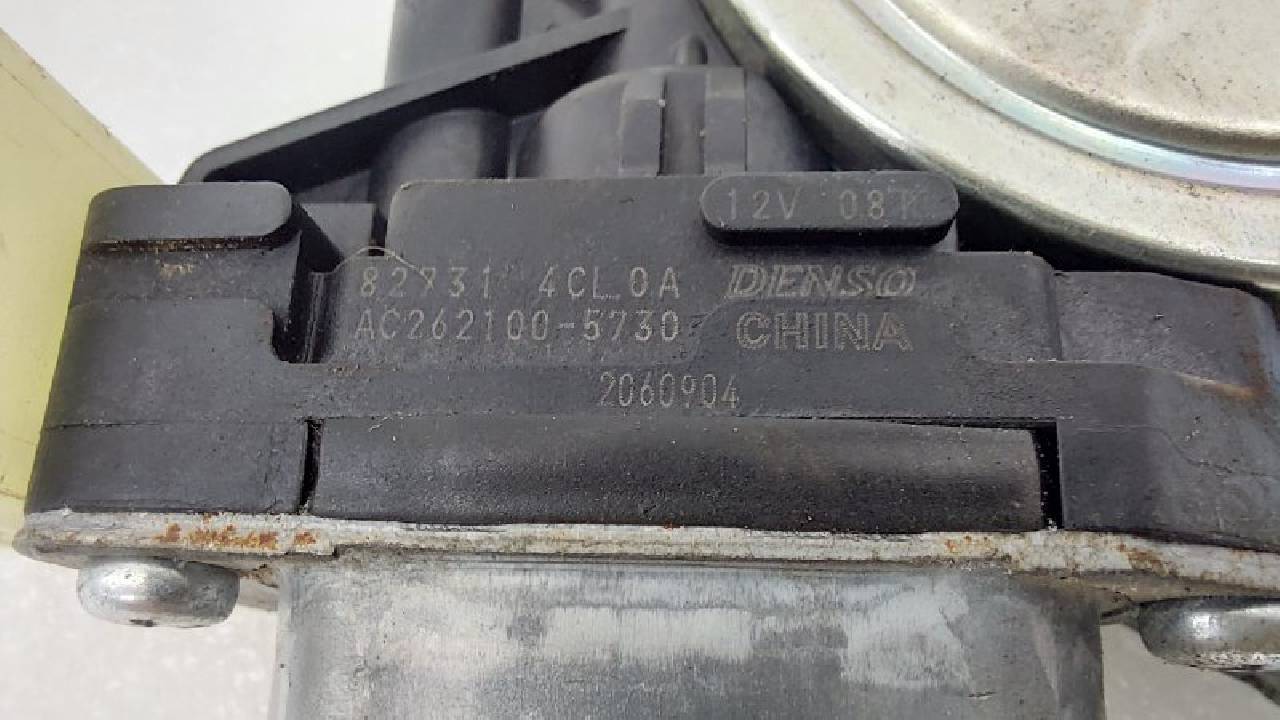 12V 08T
82731 4CL0A DENSO
AC262100-5730 CHINA
2060904